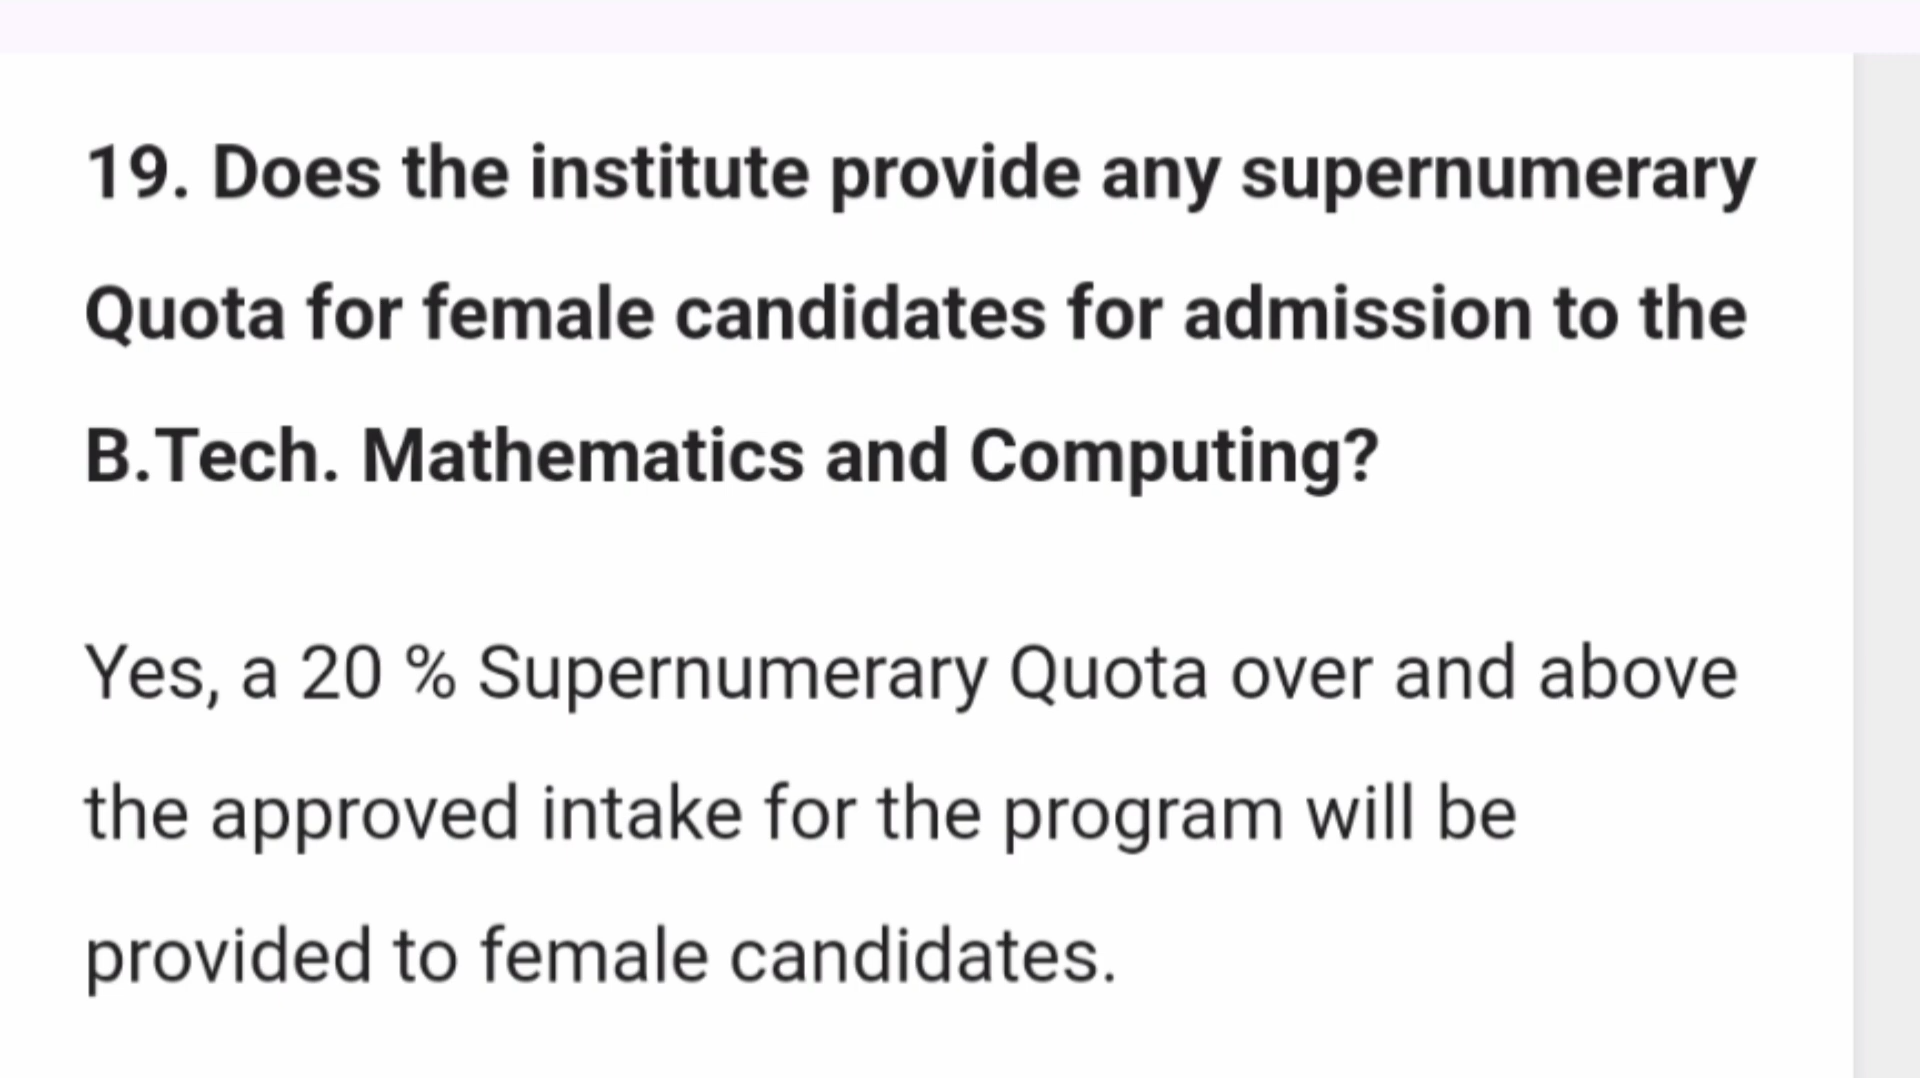 19. Does the institute provide any supernumerary
Quota for female candidates for admission to the
B.Tech. Mathematics and Computing?
Yes, a 20 % Supernumerary Quota over and above
the approved intake for the program will be
provided to female candidates.